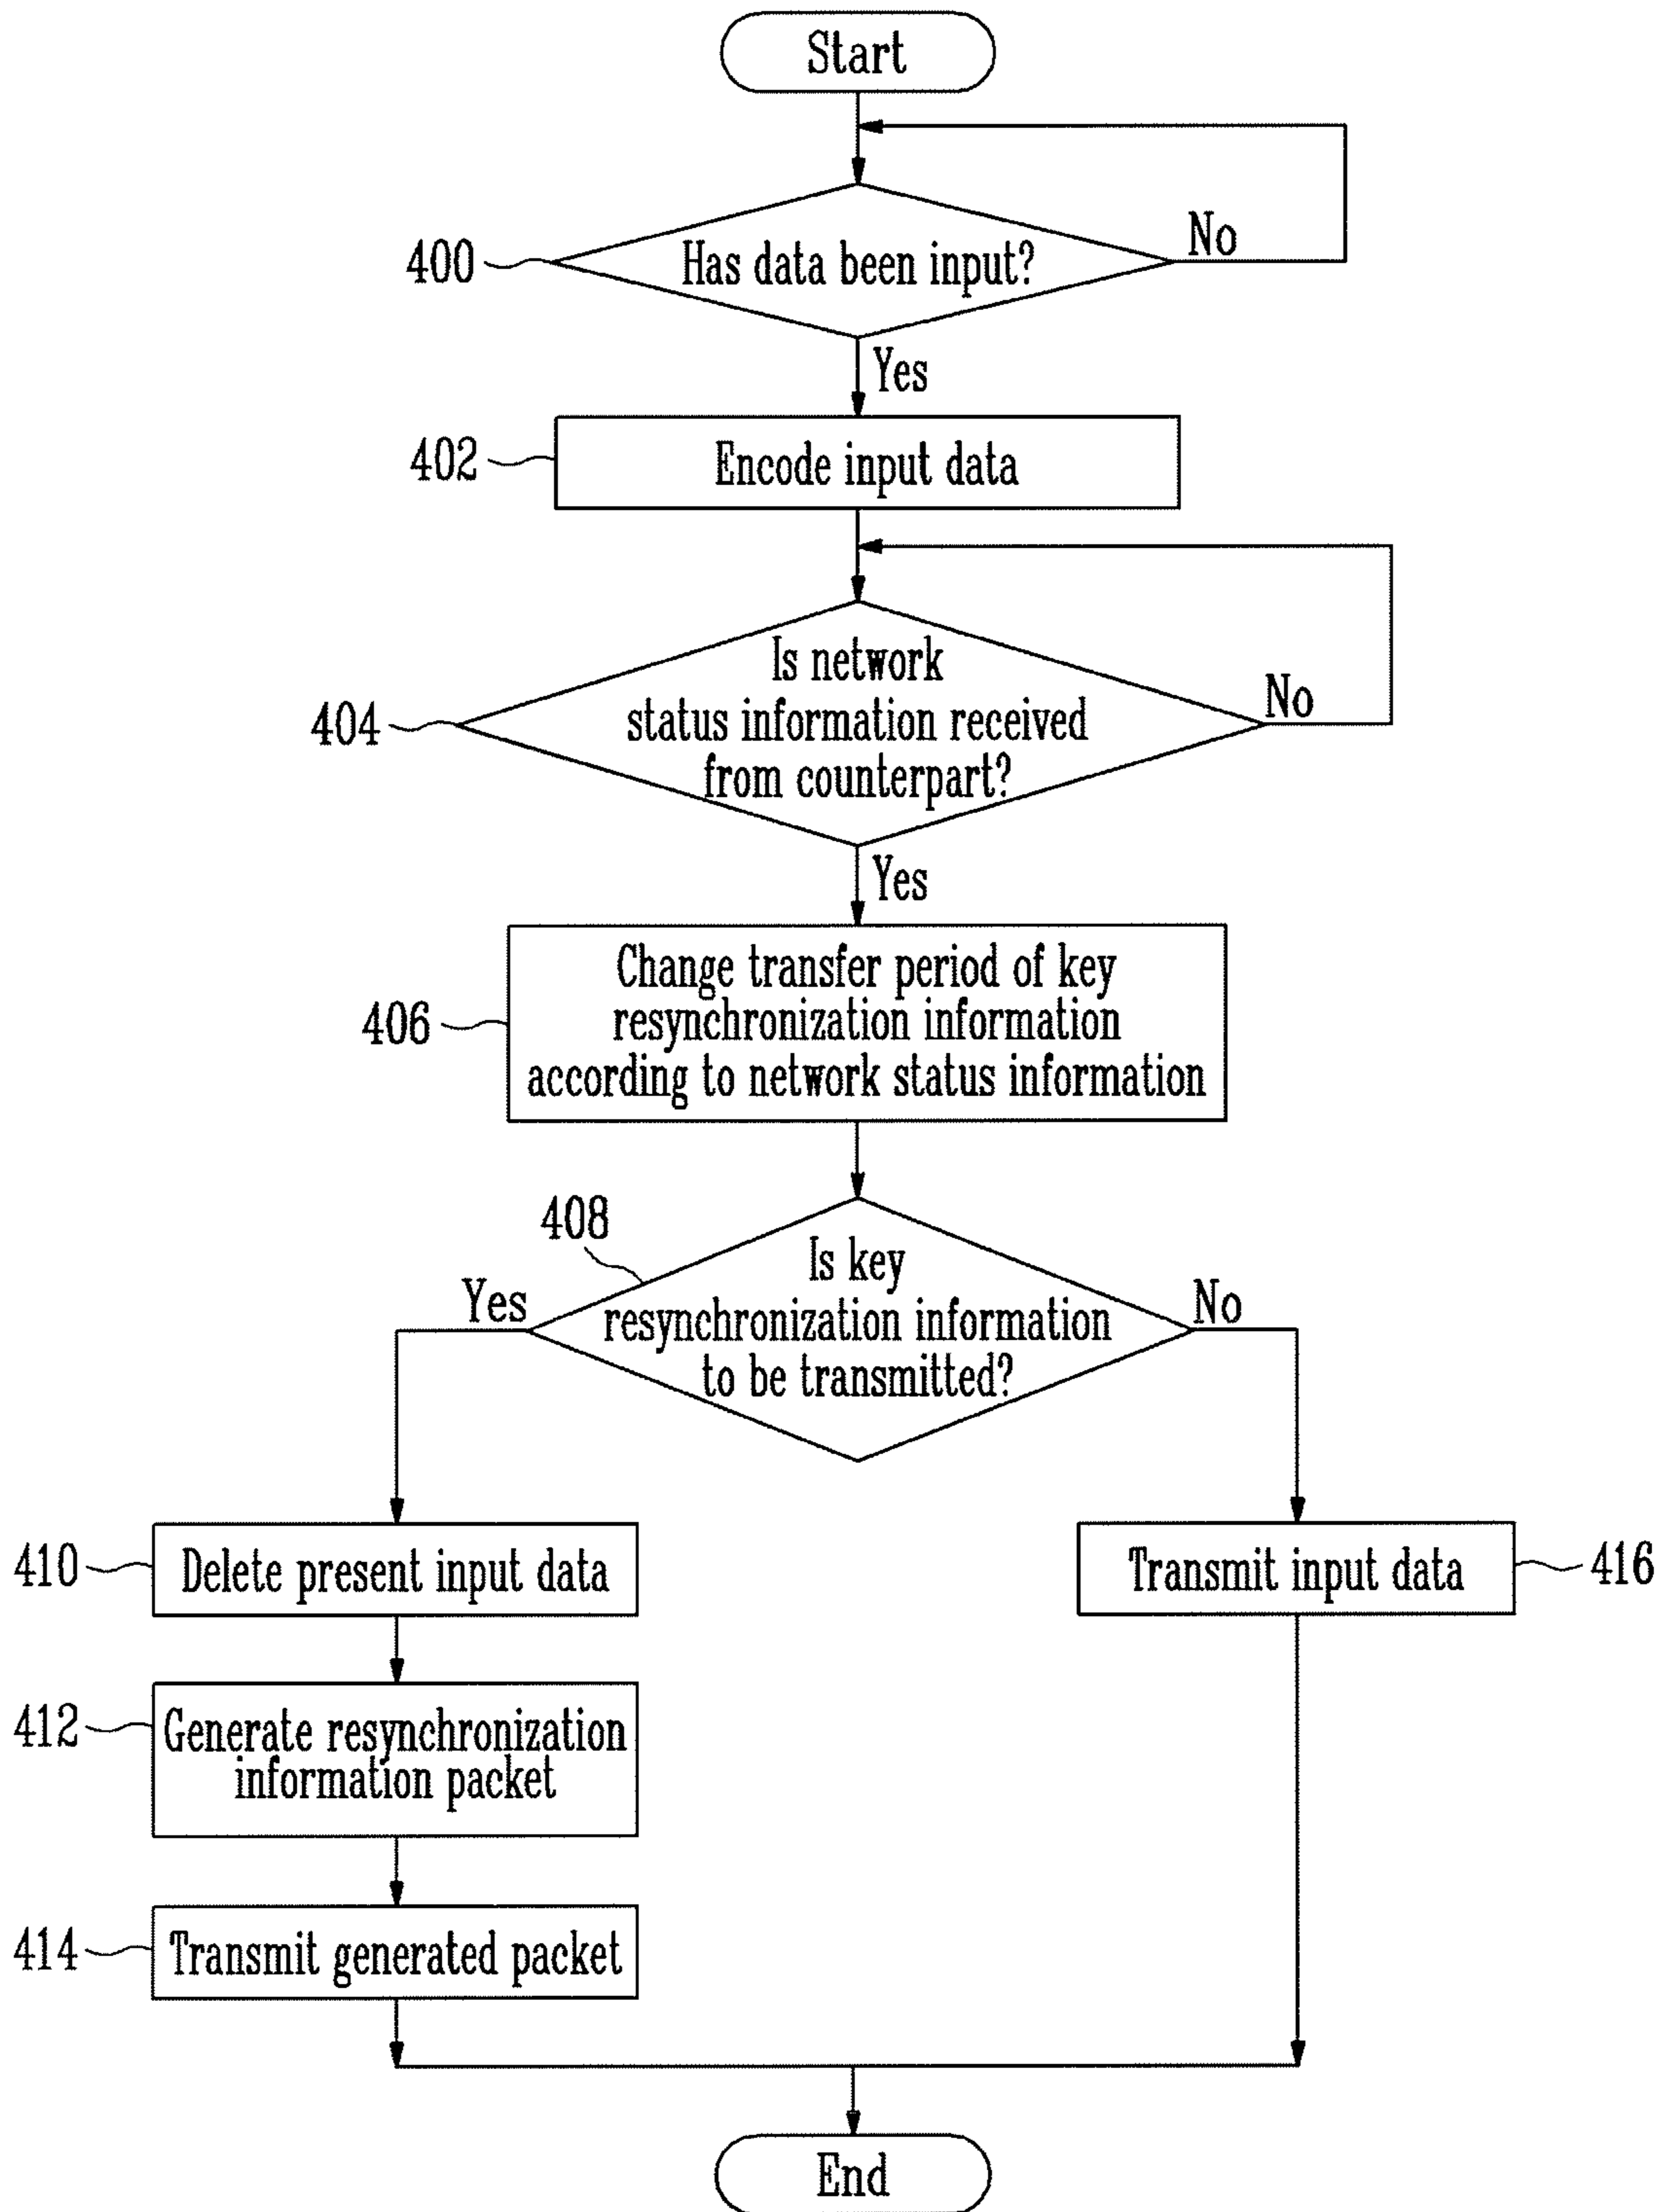 Start
400
Has data been input?
No
Yes
402
Encode input data
404
Is network
status information received
from counterpart?
No
Yes
406
Change transfer period of key
resynchronization information
according to network status information
408
Is key
resynchronization information
to be transmitted?
Yes
No
410
Delete present input data
Transmit input data
416
412
Generate resynchronization
information packet
414
Transmit generated packet
End